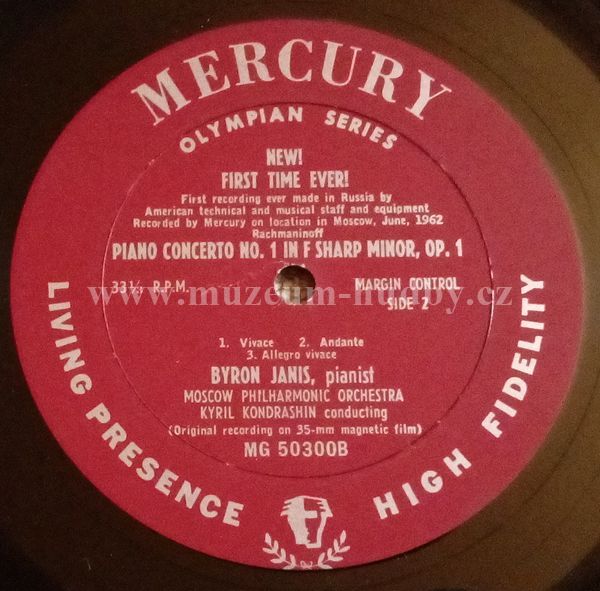 MERCURY
OLYMPIAN SERIES
NEW!
FIRST TIME EVER!
First recording ever made in Russia by
American technical and musical staff and equipment
Recorded by Mercury on location in Moscow, June, 1962
Rachmaninoff
PIANO CONCERTO NO. 1 IN F SHARP MINOR, OP. 1
33⅓ R.P.M.
MARGIN CONTROL
SIDE 2
www.muzeum-hudby.cz
1. Vivace 2. Andante
3. Allegro vivace
BYRON JANIS, pianist
MOSCOW PHILHARMONIC ORCHESTRA
KYRIL KONDRASHIN conducting
(Original recording on 35-mm magnetic film)
MG 50300B
LIVING PRESENCE
HIGH FIDELITY